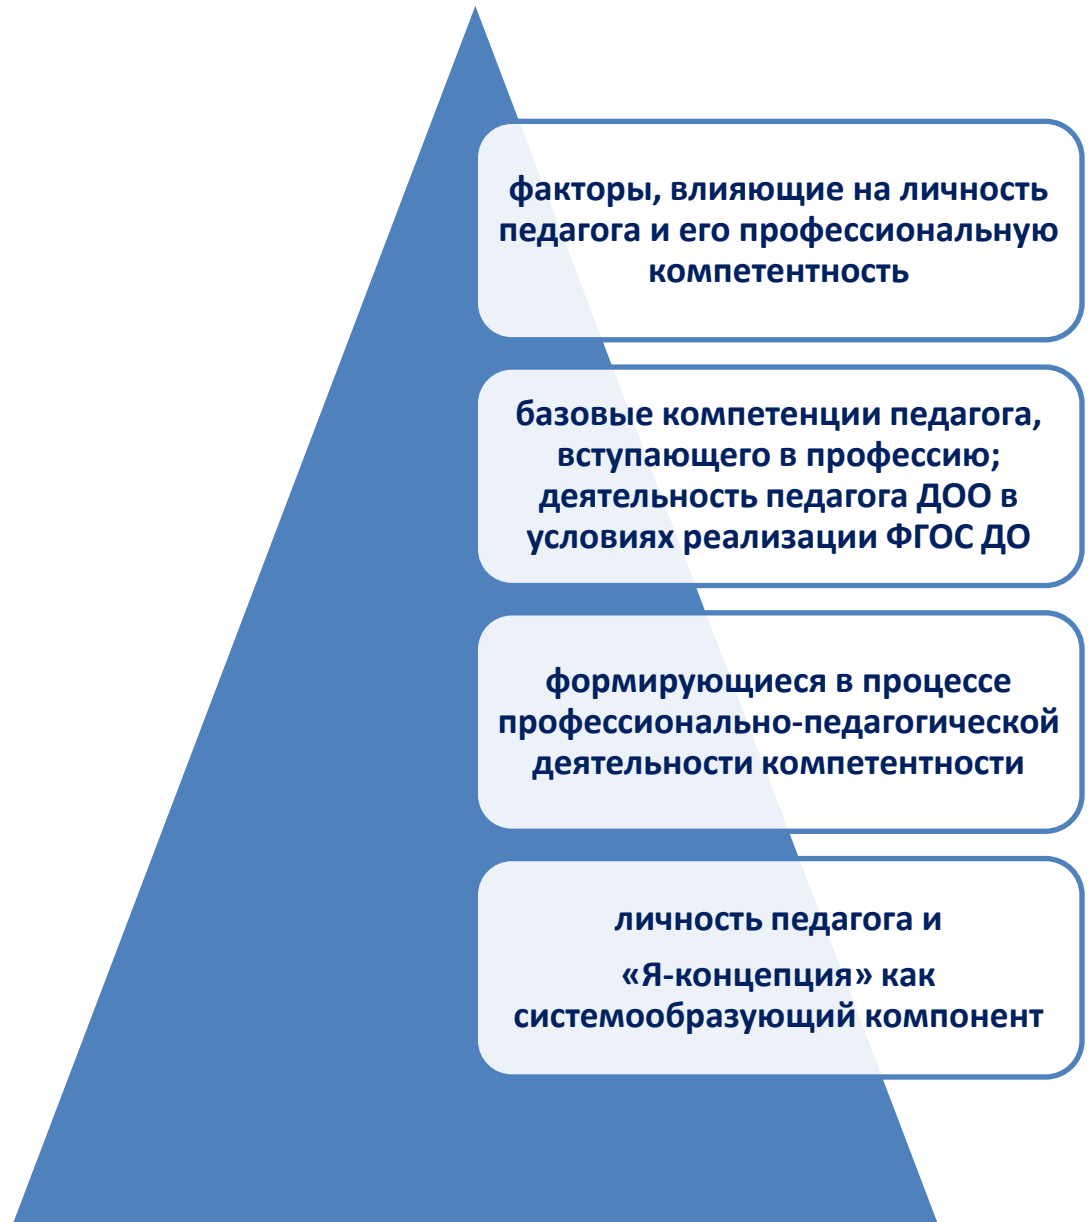 факторы, влияющие на личность
педагога и его профессиональную
компетентность
базовые компетенции педагога,
вступающего в профессию;
деятельность педагога ДОО в
условиях реализации ФГОС ДО
формирующиеся в процессе
профессионально-педагогической
деятельности компетентности
личность педагога и
«Я-концепция» как
системообразующий компонент